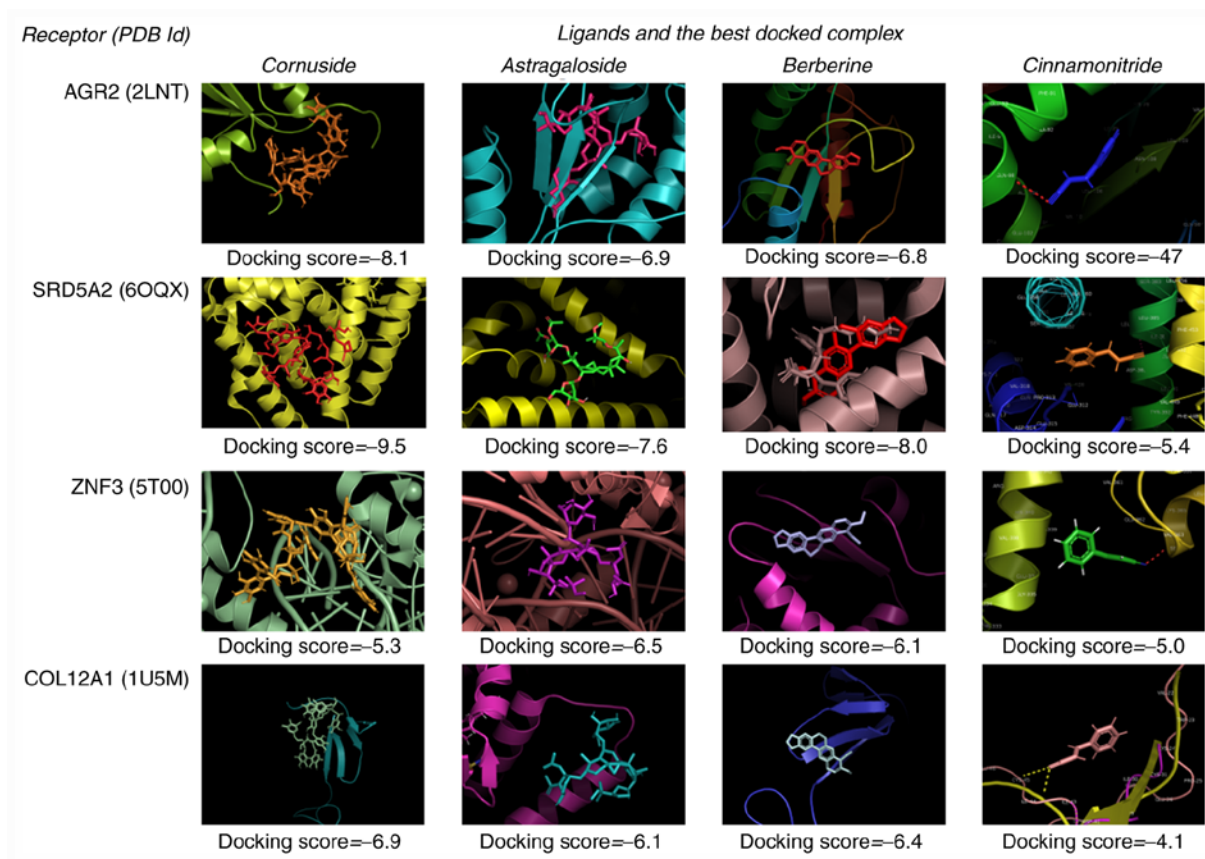 Receptor (PDB Id) Ligands and the best docked complex
Cornuside Astragaloside Berberine Cinnamonitride
AGR2 (2LNT)
Docking score=–8.1 Docking score=–6.9 Docking score=–6.8 Docking score=–47
SRD5A2 (6OQX)
Docking score=–9.5 Docking score=–7.6 Docking score=–8.0 Docking score=–5.4
ZNF3 (5T00)
Docking score=–5.3 Docking score=–6.5 Docking score=–6.1 Docking score=–5.0
COL12A1 (1U5M)
Docking score=–6.9 Docking score=–6.1 Docking score=–6.4 Docking score=–4.1